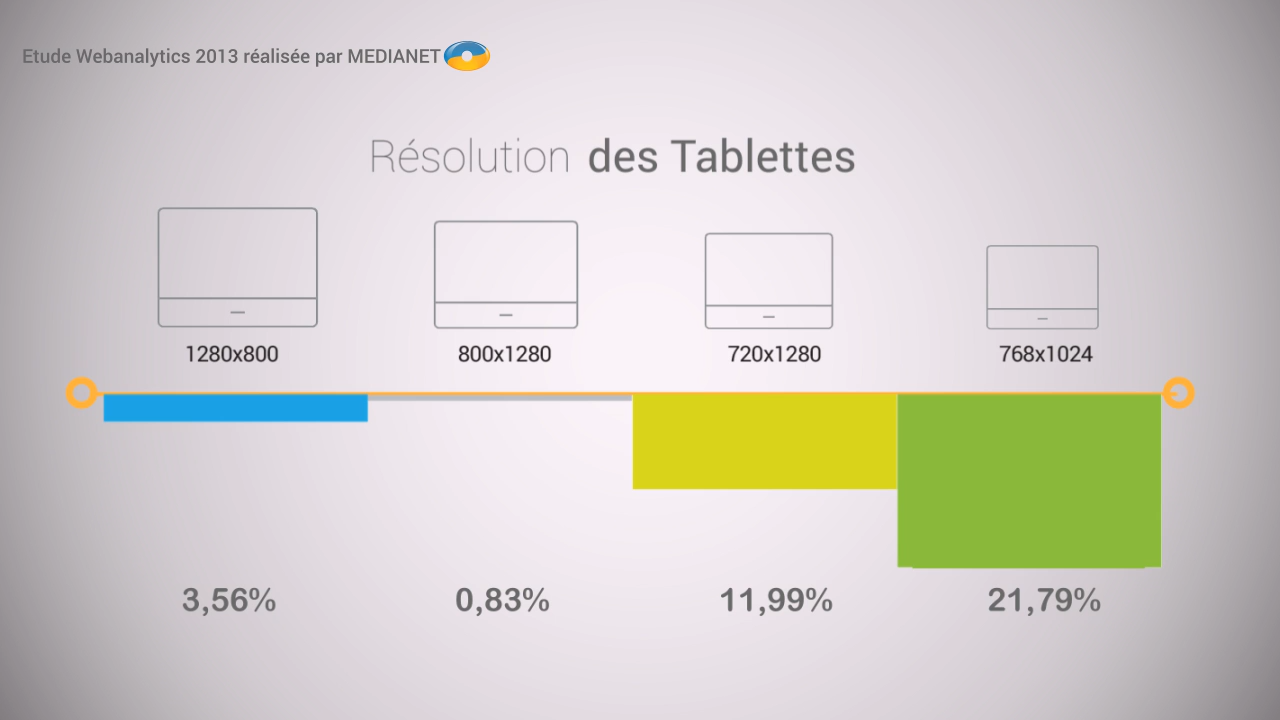 Etude Webanalytics 2013 réalisée par MEDIANET
Résolution des Tablettes
1280x800 800x1280 720x1280 768x1024
3,56% 0,83% 11,99% 21,79%